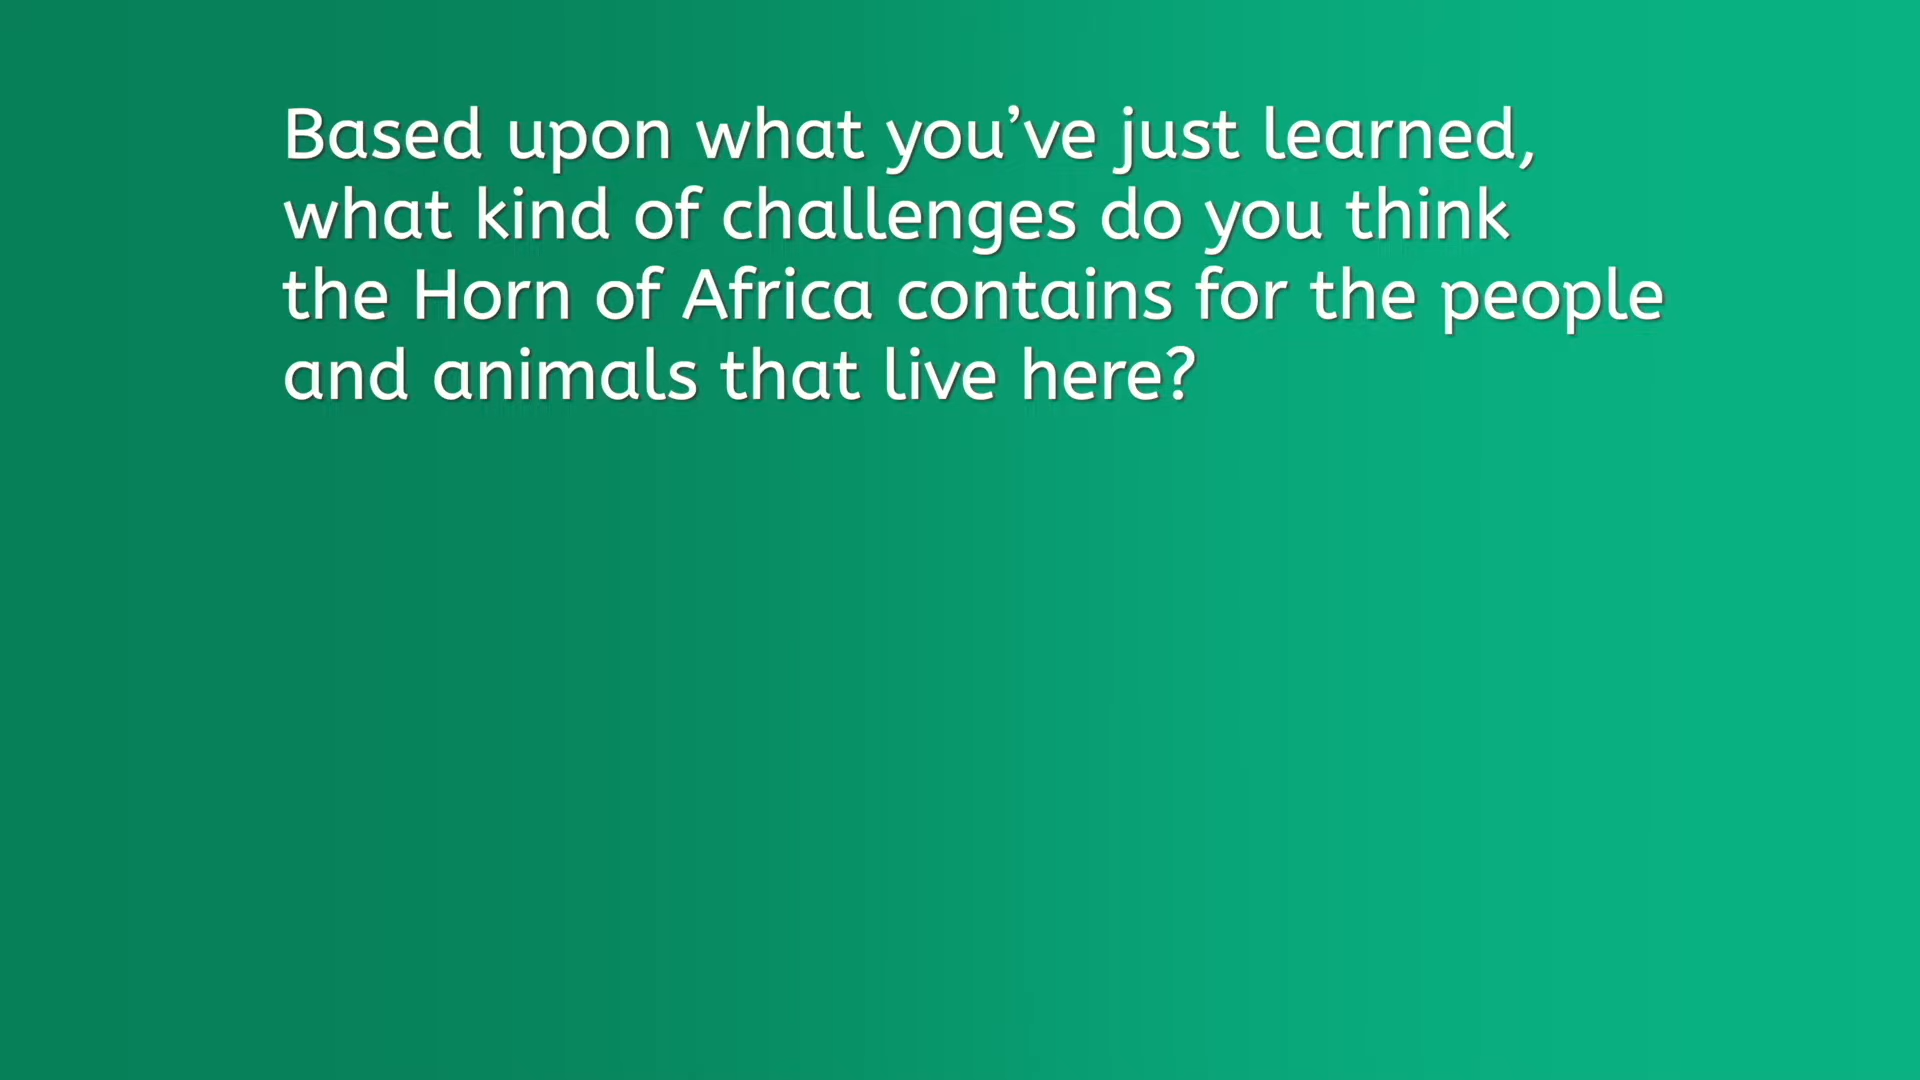 Based upon what you’ve just learned,
what kind of challenges do you think
the Horn of Africa contains for the people
and animals that live here?